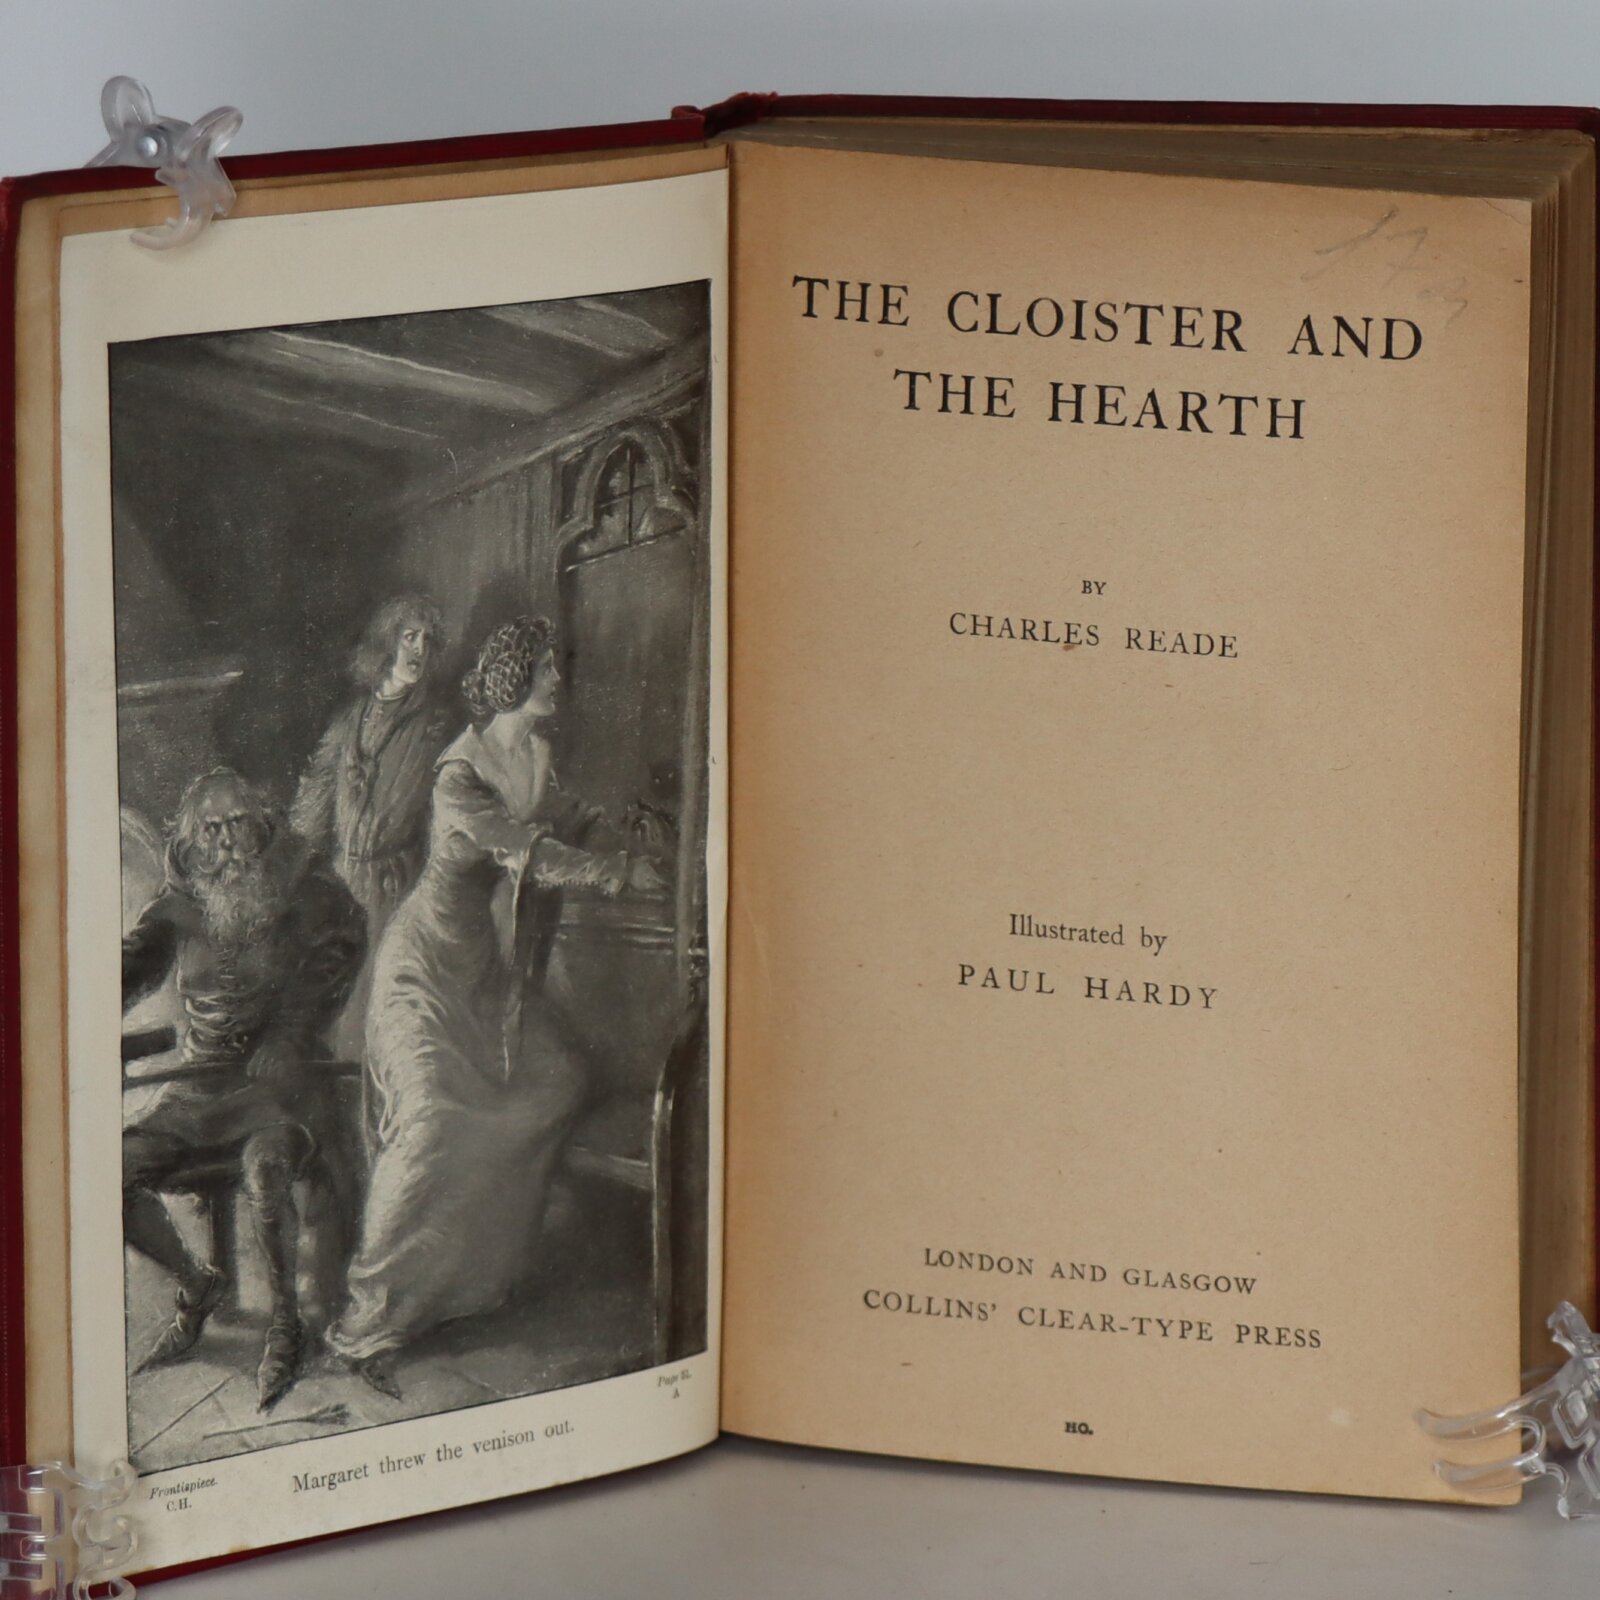 Margaret threw the venison out.
Frontispiece.
C.H.
A
THE CLOISTER AND
THE HEARTH
BY
CHARLES READE
Illustrated by
PAUL HARDY
LONDON AND GLASGOW
COLLINS' CLEAR-TYPE PRESS
HO.